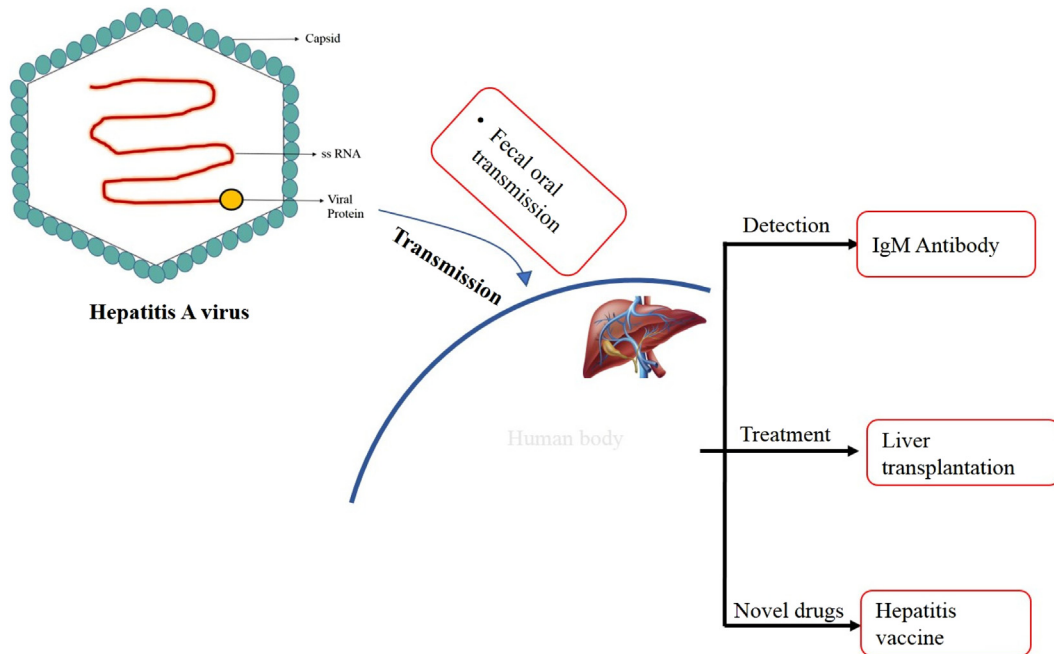 Capsid
ss RNA
Viral
Protein
Hepatitis A virus
Transmission
• Fecal oral
transmission
Human body
Detection
IgM Antibody
Treatment
Liver
transplantation
Novel drugs
Hepatitis
vaccine